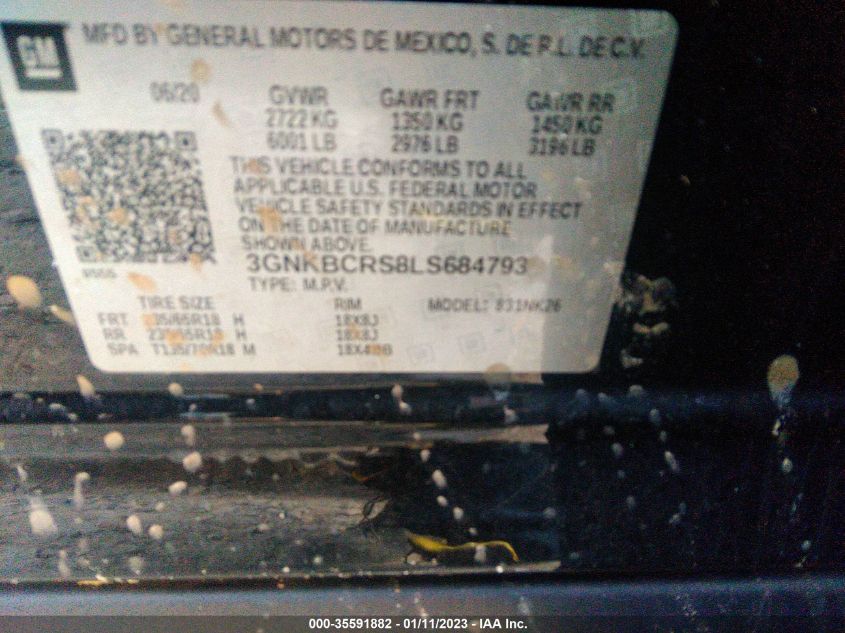 GM
MFD BY GENERAL MOTORS DE MEXICO, S. DE R.L. DE C.V.
06/20 GVWR GAWR FRT GAWR RR
2722 KG 1350 KG 1450 KG
6001 LB 2976 LB 3196 LB
THIS VEHICLE CONFORMS TO ALL
APPLICABLE U.S. FEDERAL MOTOR
VEHICLE SAFETY STANDARDS IN EFFECT
ON THE DATE OF MANUFACTURE
SHOWN ABOVE.
3GNKBCRS8LS684793
TYPE: M.P.V.
TIRE SIZE RIM MODEL: 831NK26
FRT H 18X8J
RR H 18X8J
SPA M
000-35591882 - 01/11/2023 - IAA Inc.